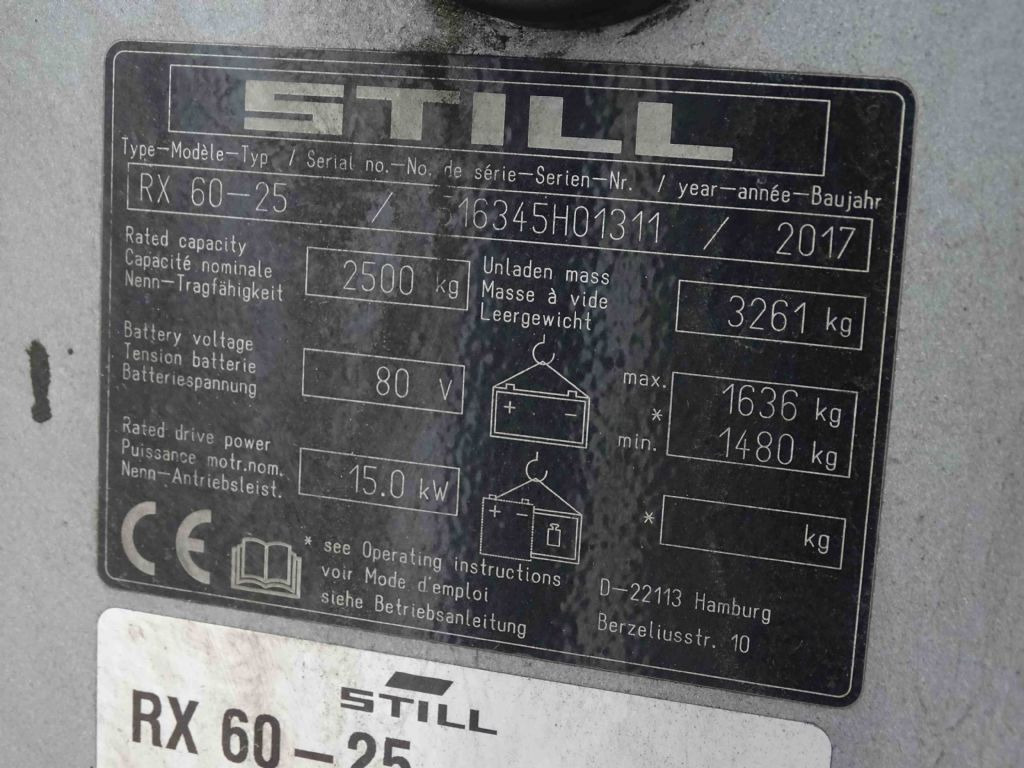 STILL
Type-Modèle-Typ / Serial no.-No. de série-Serien-Nr. / year-année-Baujahr
RX 60-25 / 516345H01311 / 2017
Rated capacity
Capacité nominale
Nenn-Tragfähigkeit
2500 kg
Unladen mass
Masse à vide
Leergewicht
3261 kg
Battery voltage
Tension batterie
Batteriespannung
80 V
+ -
max.
*
min.
1636 kg
1480 kg
Rated drive power
Puissance motr.nom.
Nenn-Antriebsleist.
15.0 kW
+ -
* kg
CE
* see Operating instructions
voir Mode d'emploi
siehe Betriebsanleitung
D-22113 Hamburg
Berzeliusstr. 10
STILL
RX 60-25